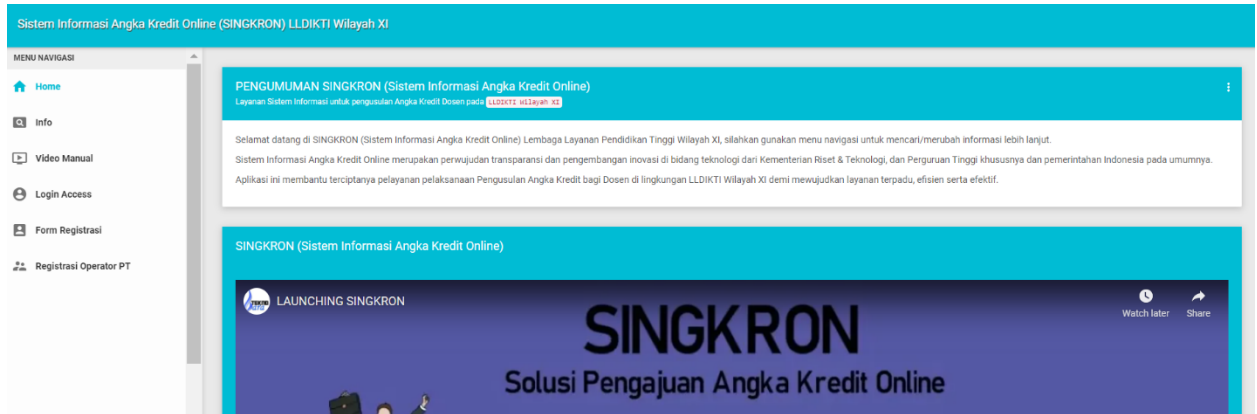 Sistem Informasi Angka Kredit Online (SINGKRON) LLDIKTI Wilayah XI
MENU NAVIGASI
Home
Info
Video Manual
Login Access
Form Registrasi
Registrasi Operator PT
PENGUMUMAN SINGKRON (Sistem Informasi Angka Kredit Online)
Layanan Sistem Informasi untuk pengusulan Angka Kredit Dosen pada LLDIKTI Wilayah XI
Selamat datang di SINGKRON (Sistem Informasi Angka Kredit Online) Lembaga Layanan Pendidikan Tinggi Wilayah XI, silahkan gunakan menu navigasi untuk mencari/merubah informasi lebih lanjut.
Sistem Informasi Angka Kredit Online merupakan perwujudan transparansi dan pengembangan inovasi di bidang teknologi dari Kementerian Riset & Teknologi, dan Perguruan Tinggi khususnya dan pemerintahan Indonesia pada umumnya.
Aplikasi ini membantu terciptanya pelayanan pelaksanaan Pengusulan Angka Kredit bagi Dosen di lingkungan LLDIKTI Wilayah XI demi mewujudkan layanan terpadu, efisien serta efektif.
SINGKRON (Sistem Informasi Angka Kredit Online)
LAUNCHING SINGKRON
Watch later
Share
SINGKRON
Solusi Pengajuan Angka Kredit Online